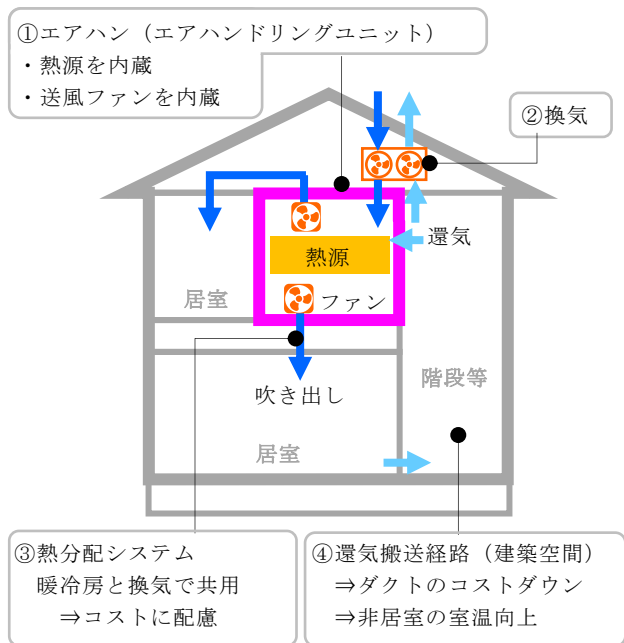 ①エアハン（エアハンドリングユニット）
・熱源を内蔵
・送風ファンを内蔵
②換気
還気
熱源
居室
ファン
階段等
吹き出し
居室
③熱分配システム
暖冷房と換気で共用
⇒コストに配慮
④還気搬送経路（建築空間）
⇒ダクトのコストダウン
⇒非居室の室温向上